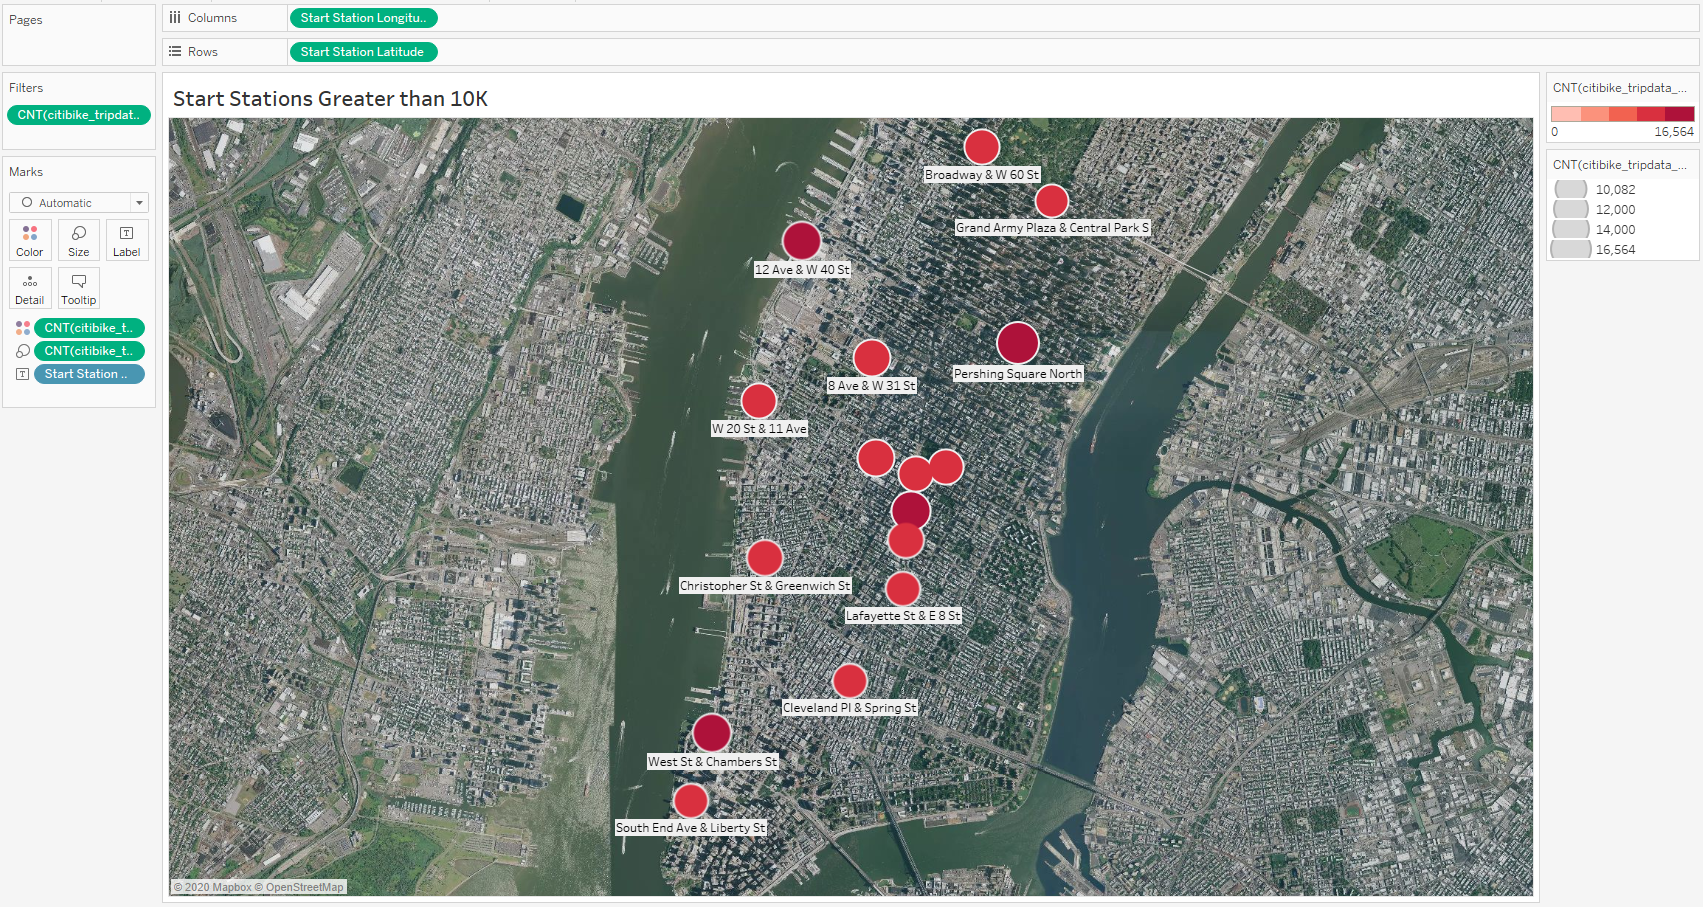 Pages
Columns
Start Station Longitu..
Rows
Start Station Latitude
Filters
CNT(citibike_tripdat..
Marks
Automatic
Color
Size
Label
Detail
Tooltip
CNT(citibike_t..
CNT(citibike_t..
Start Station ..
Start Stations Greater than 10K
Broadway & W 60 St
Grand Army Plaza & Central Park S
12 Ave & W 40 St
Pershing Square North
8 Ave & W 31 St
W 20 St & 11 Ave
Christopher St & Greenwich St
Lafayette St & E 8 St
Cleveland Pl & Spring St
West St & Chambers St
South End Ave & Liberty St
© 2020 Mapbox © OpenStreetMap
CNT(citibike_tripdata_...
0 16,564
CNT(citibike_tripdata_...
10,082
12,000
14,000
16,564